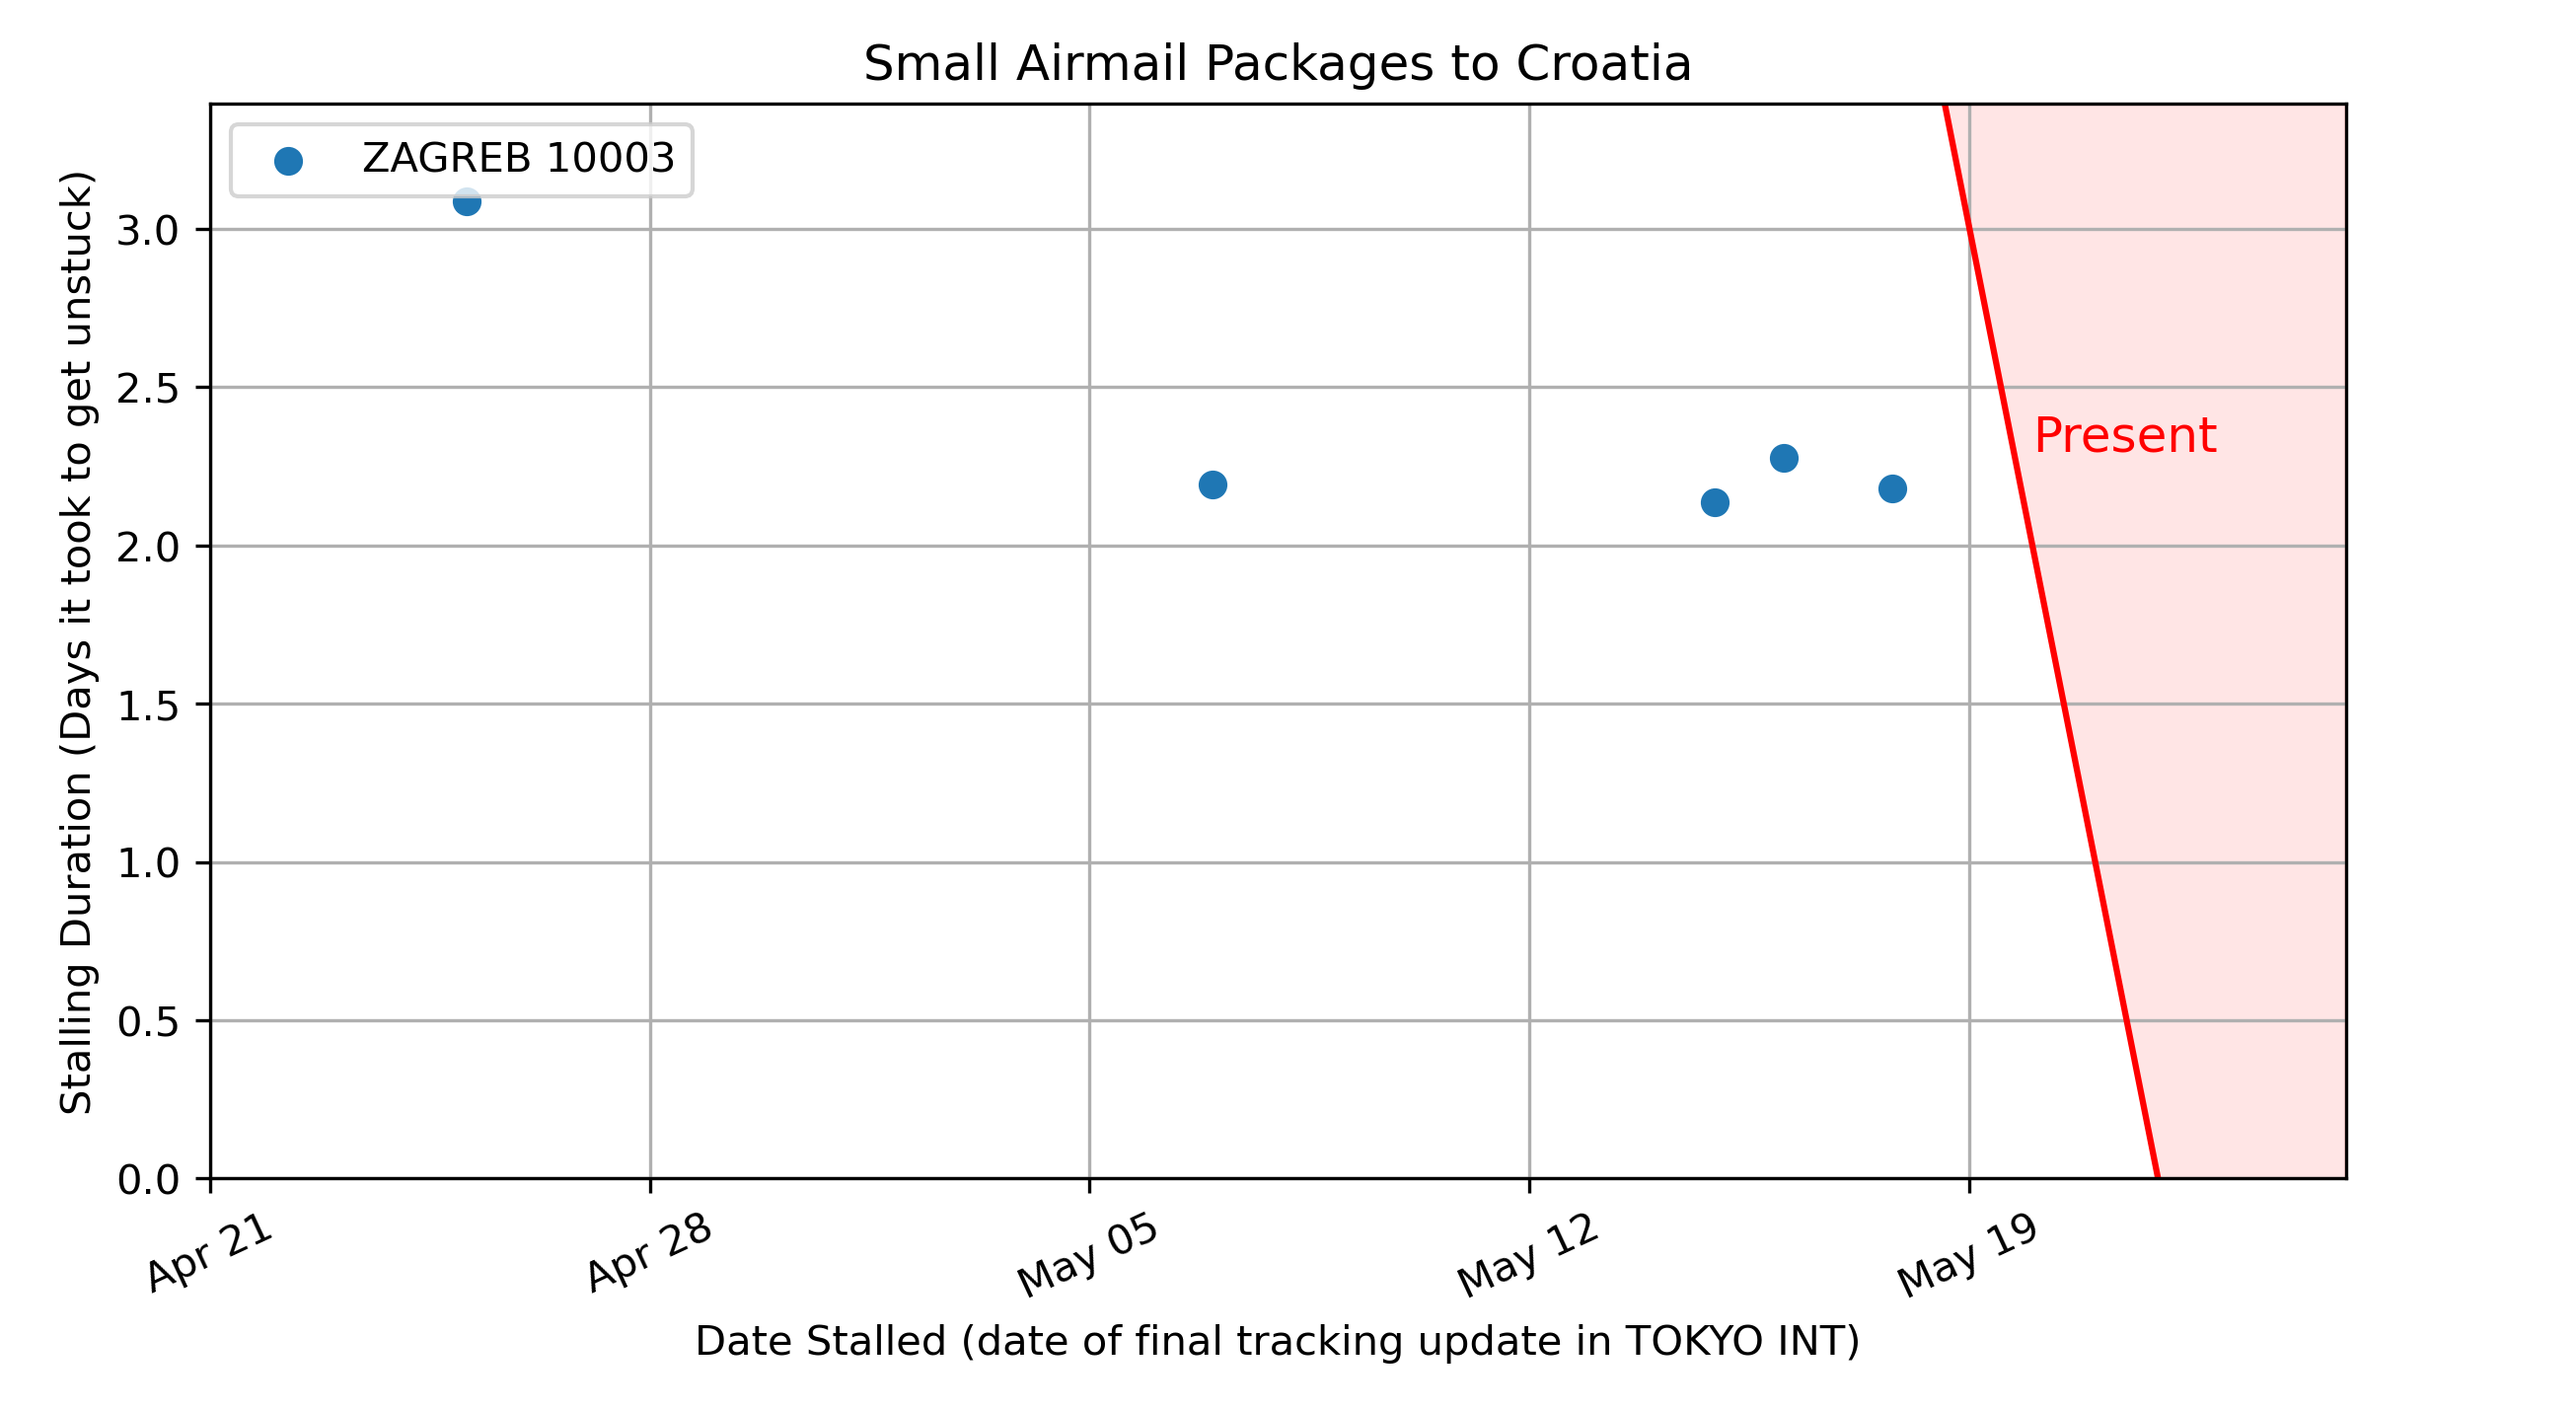 Small Airmail Packages to Croatia
ZAGREB 10003
Stalling Duration (Days it took to get unstuck)
3.0
2.5
2.0
1.5
1.0
0.5
0.0
Present
Apr 21
Apr 28
May 05
May 12
May 19
Date Stalled (date of final tracking update in TOKYO INT)